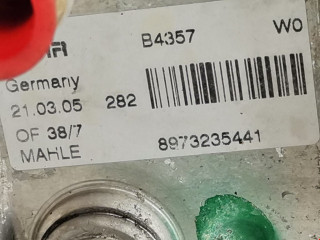 B4357 W0
Germany
21.03.05 282
OF 38/7
MAHLE 8973235441